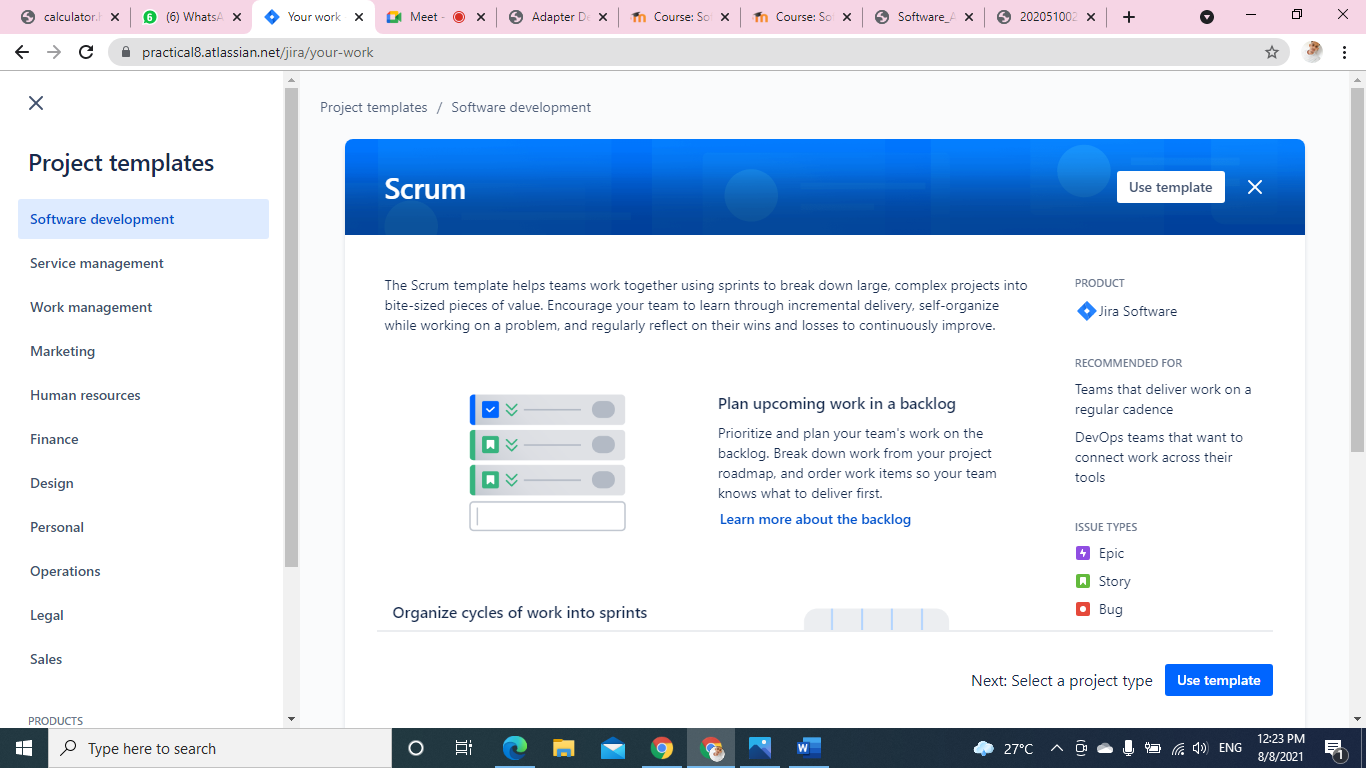 calculator.h
(6) WhatsA
Your work
Meet -
Adapter De
Course: Sof
Course: Sof
Software_A
202051002
practical8.atlassian.net/jira/your-work
Project templates
Software development
Service management
Work management
Marketing
Human resources
Finance
Design
Personal
Operations
Legal
Sales
PRODUCTS
Project templates / Software development
Scrum
Use template
The Scrum template helps teams work together using sprints to break down large, complex projects into
bite-sized pieces of value. Encourage your team to learn through incremental delivery, self-organize
while working on a problem, and regularly reflect on their wins and losses to continuously improve.
Plan upcoming work in a backlog
Prioritize and plan your team's work on the
backlog. Break down work from your project
roadmap, and order work items so your team
knows what to deliver first.
Learn more about the backlog
Organize cycles of work into sprints
PRODUCT
Jira Software
RECOMMENDED FOR
Teams that deliver work on a
regular cadence
DevOps teams that want to
connect work across their
tools
ISSUE TYPES
Epic
Story
Bug
Next: Select a project type
Use template
Type here to search
27°C
ENG
12:23 PM
8/8/2021
1